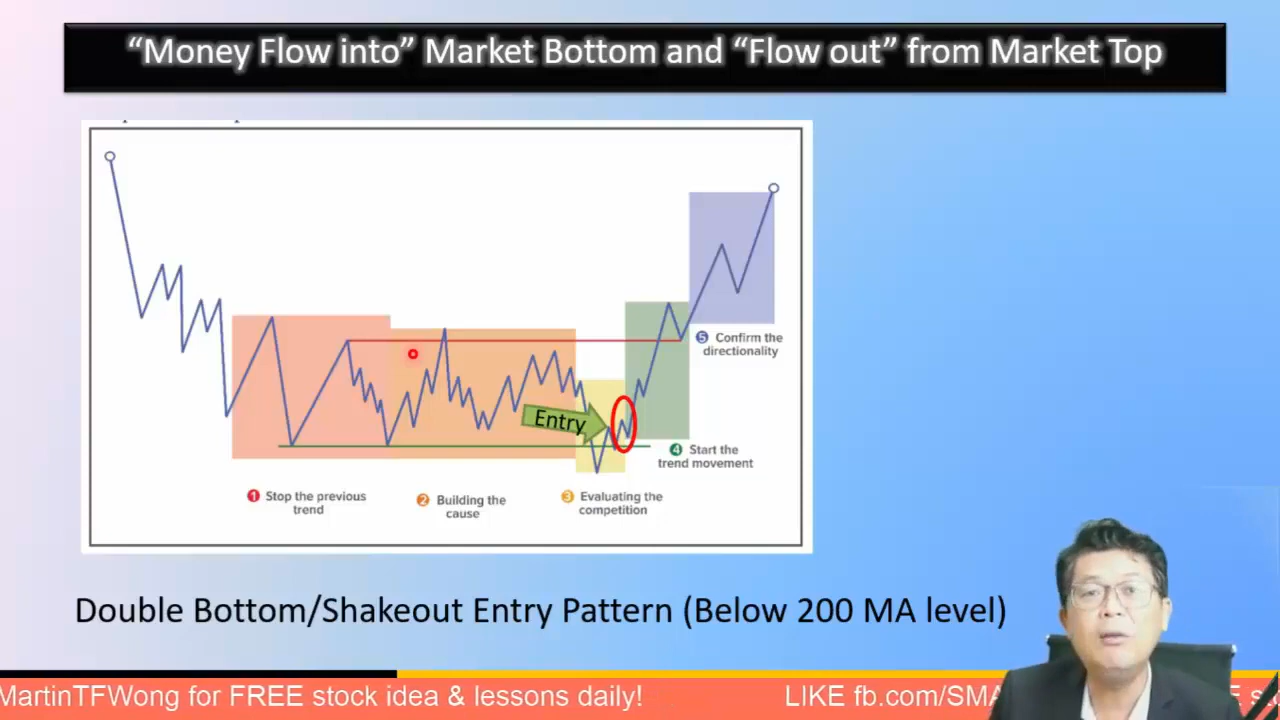 “Money Flow into” Market Bottom and “Flow out” from Market Top
5 Confirm the
directionality
Entry
4 Start the
trend movement
1 Stop the previous
trend
2 Building the
cause
3 Evaluating the
competition
Double Bottom/Shakeout Entry Pattern (Below 200 MA level)
MartinTFWong for FREE stock idea & lessons daily! LIKE fb.com/SMA